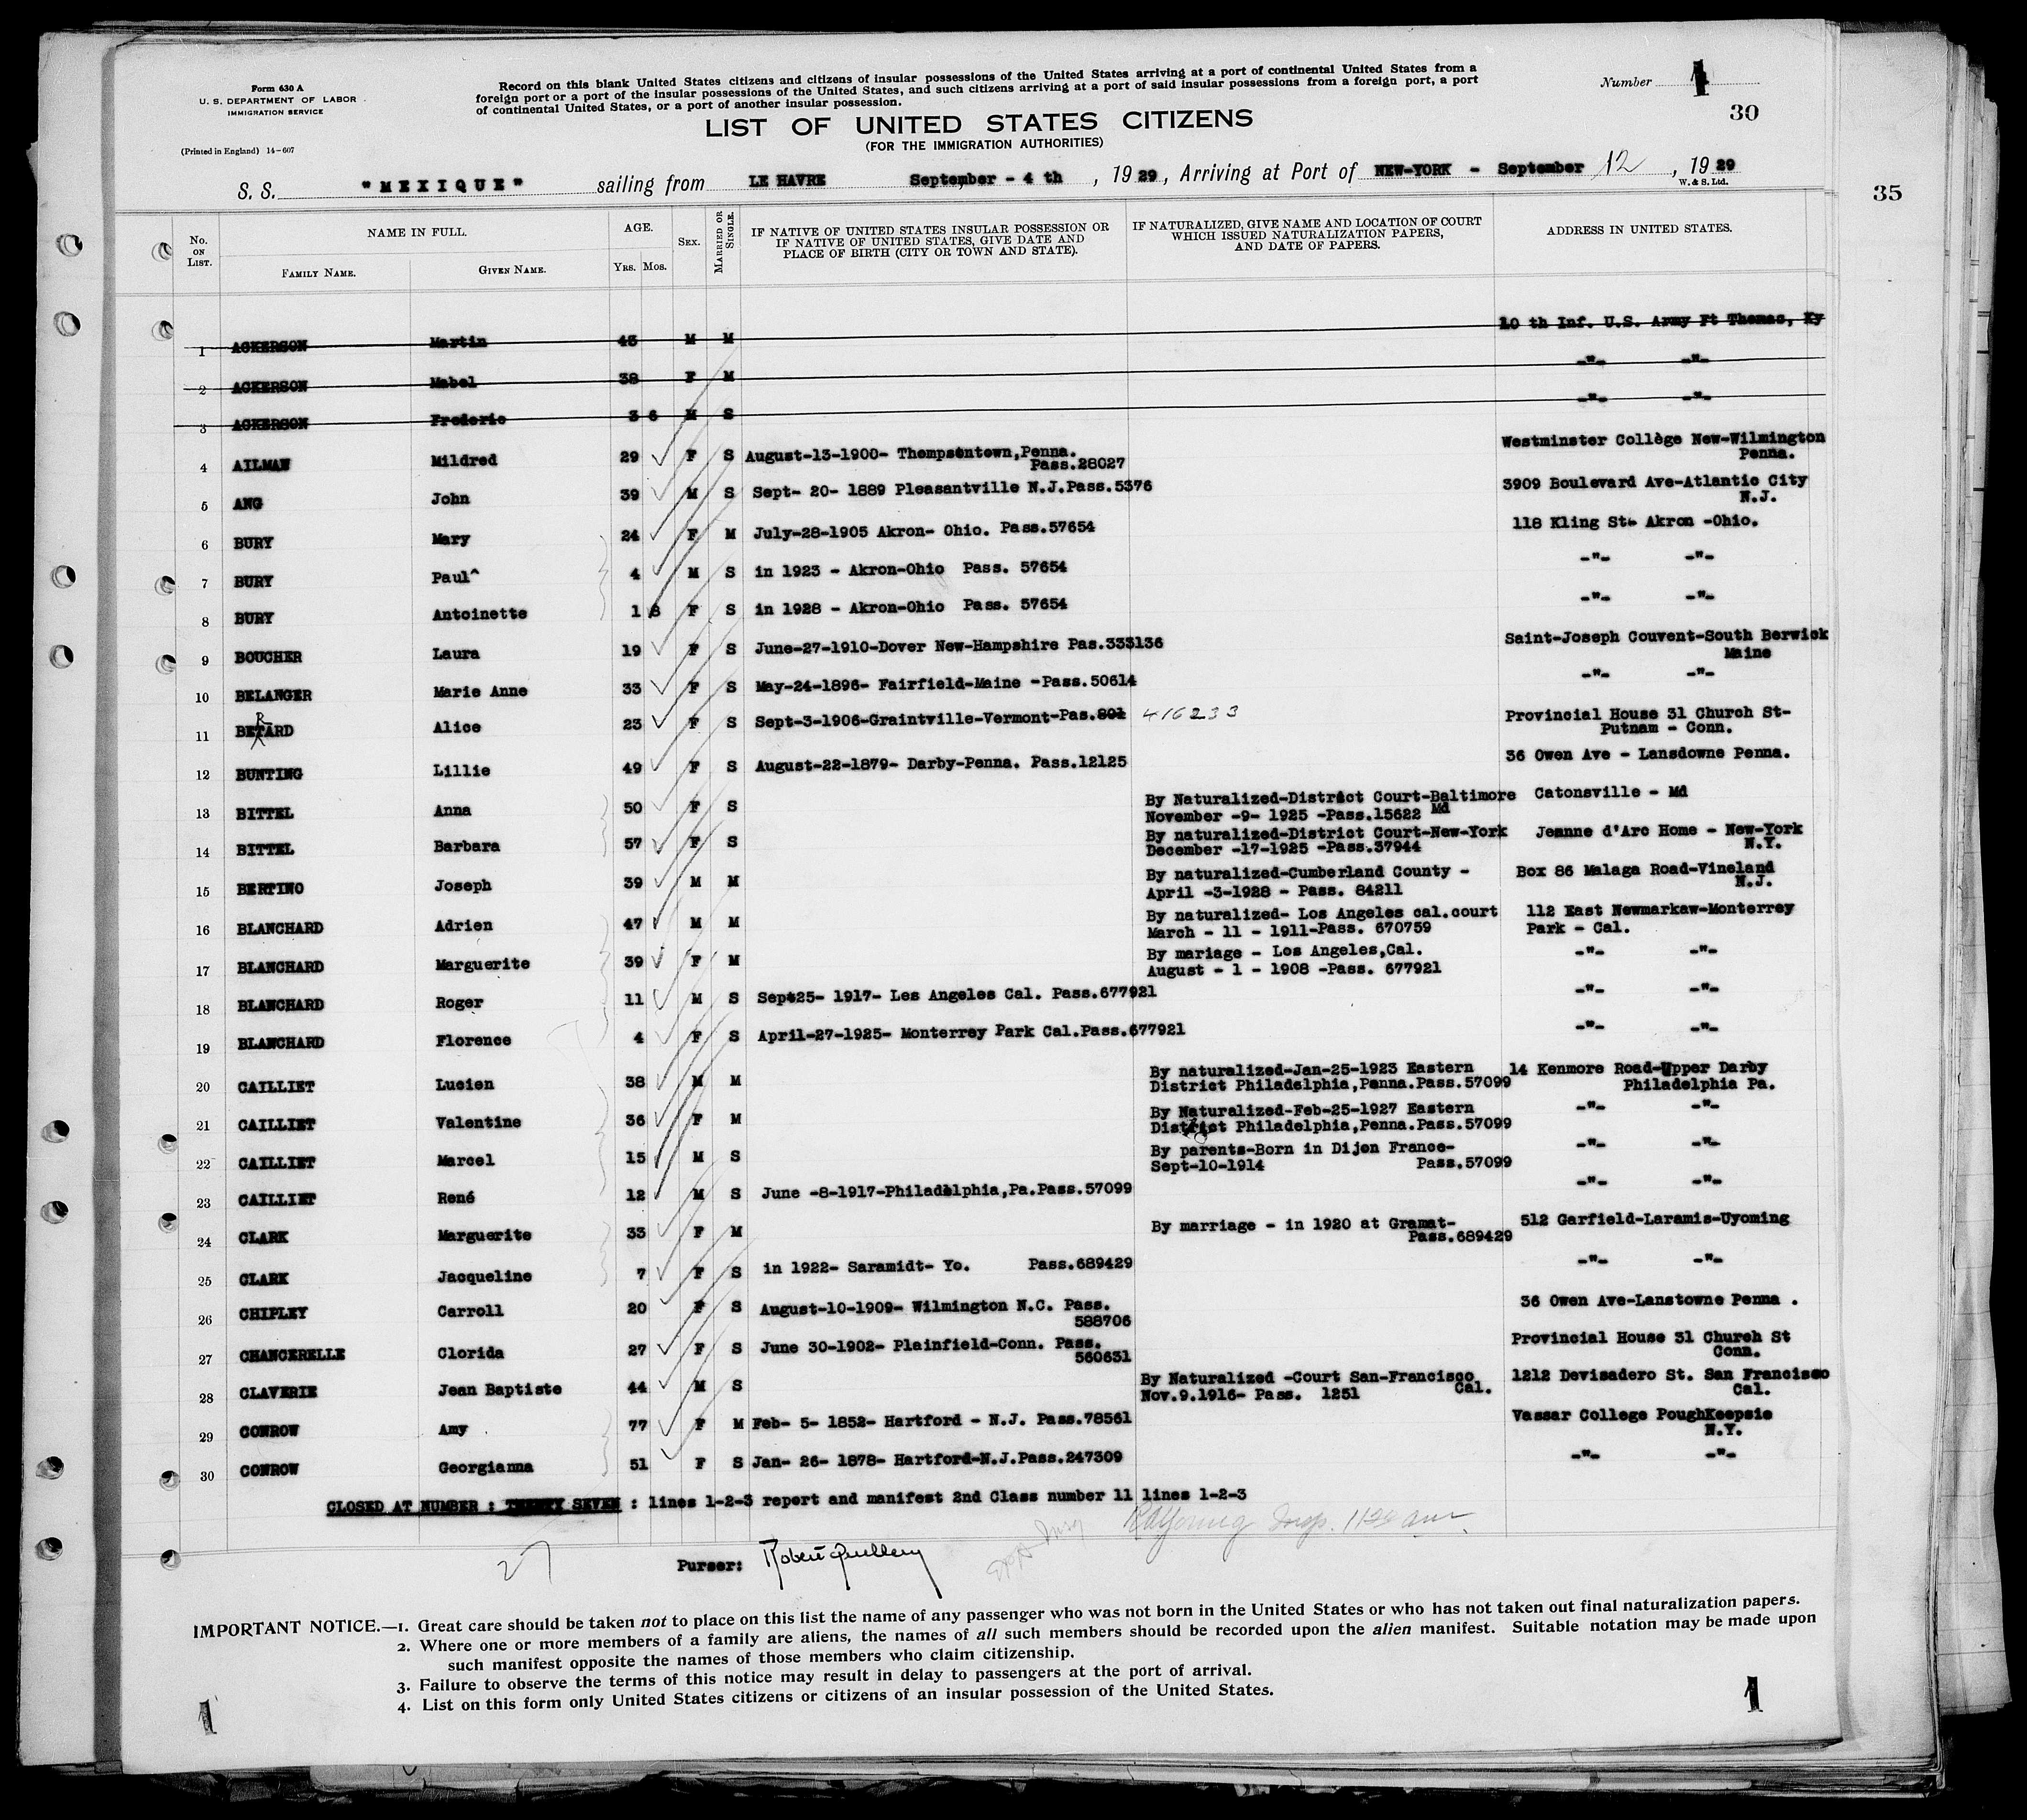 Form 630 A
U. S. DEPARTMENT OF LABOR
IMMIGRATION SERVICE
(Printed in England) 14-607
Record on this blank United States citizens and citizens of insular possessions of the United States arriving at a port of continental United States from a
foreign port or a port of the insular possessions of the United States, and such citizens arriving at a port of said insular possessions from a foreign port, a port
of continental United States, or a port of another insular possession.
Number 1
30
35
LIST OF UNITED STATES CITIZENS
(FOR THE IMMIGRATION AUTHORITIES)
S. S. "MEXIQUE" sailing from LE HAVRE September - 4 th, 1929, Arriving at Port of NEW-YORK - September 12, 1929
W. & S. Ltd.
No. ON LIST. NAME IN FULL. FAMILY NAME. GIVEN NAME. AGE. YRS. MOS. SEX. MARRIED OR SINGLE.
IF NATIVE OF UNITED STATES INSULAR POSSESSION OR
IF NATIVE OF UNITED STATES, GIVE DATE AND
PLACE OF BIRTH (CITY OR TOWN AND STATE).
IF NATURALIZED, GIVE NAME AND LOCATION OF COURT
WHICH ISSUED NATURALIZATION PAPERS,
AND DATE OF PAPERS.
ADDRESS IN UNITED STATES.
1 ACKERSON Martin 43 M M 10 th Inf. U.S. Army Ft Thomas, Ky
2 ACKERSON Mabel 38 F M -"- -"-
3 ACKERSON Frederic 3 6 M S -"- -"-
4 AILMAN Mildred 29 F S August-13-1900- Thompsontown,Penna. Westminster Collège New-Wilmington
Pass.28027 Penna.
5 ANG John 39 M S Sept- 20- 1889 Pleasantville N.J.Pass.5376 3909 Boulevard Ave-Atlantic City
N.J.
6 BURY Mary 24 F M July-28-1905 Akron- Ohio. Pass.57654 118 Kling St- Akron -Ohio.
7 BURY Paul^ 4 M S in 1923 - Akron-Ohio Pass. 57654 -"- -"-
8 BURY Antoinette 1 8 F S in 1928 - Akron-Ohio Pass. 57654 -"- -"-
9 BOUCHER Laura 19 F S June-27-1910-Dover New-Hampshire Pas.333136 Saint-Joseph Couvent-South Berwick
Maine
10 BELANGER Marie Anne 33 F S May-24-1896- Fairfield-Maine -Pass.50614 -"- -"-
R
11 BETARD Alice 23 F S Sept-3-1906-Graintville-Vermont-Pas.801 416233 Provincial House 31 Church St-
Putnam - Conn.
12 BUNTING Lillie 49 F S August-22-1879- Darby-Penna. Pass.12125 36 Owen Ave - Lansdowne Penna.
13 BITTEL Anna 50 F S By Naturalized-District Court-Baltimore Catonsville - Md
November -9- 1925 -Pass.15622 Md
14 BITTEL Barbara 57 F S By naturalized-District Court-New-York Jeanne d'Arc Home - New-York
December -17-1925 -Pass.37944 N.Y.
15 BERTINO Joseph 39 M M By naturalized-Cumberland County - Box 86 Malaga Road-Vineland
April -3-1928 - Pass. 84211 N.J.
16 BLANCHARD Adrien 47 M M By naturalized- Los Angeles cal.court 112 East Newmarkaw-Monterrey
March - 11 - 1911-Pass. 670759 Park - Cal.
17 BLANCHARD Marguerite 39 F M By mariage - Los Angeles,Cal. -"- -"-
August - 1 - 1908 -Pass. 677921
18 BLANCHARD Roger 11 M S Sept25- 1917- Los Angeles Cal. Pass.677921 -"- -"-
19 BLANCHARD Florence 4 F S April-27-1925- Monterrey Park Cal.Pass.677921 -"- -"-
20 CAILLIET Lucien 38 M M By naturalized-Jan-25-1923 Eastern 14 Kenmore Road-Upper Darby
District Philadelphia,Penna.Pass.57099 Philadelphia Pa.
21 CAILLIET Valentine 36 F M By Naturalized-Feb-25-1927 Eastern -"- -"-
District Philadelphia,Penna.Pass.57099
22 CAILLIET Marcel 15 M S By parents-Born in Dijon France- -"- -"-
Sept-10-1914 Pass.57099
23 CAILLIET René 12 M S June -8-1917-Philadelphia,Pa.Pass.57099 -"- -"-
24 CLARK Marguerite 33 F M By marriage - in 1920 at Gramat- 512 Garfield-Laramis-Uyoming
Pass.689429
25 CLARK Jacqueline 7 F S in 1922- Saramidt- Yo. Pass.689429 -"- -"-
26 CHIPLEY Carroll 20 F S August-10-1909- Wilmington N.C. Pass. 36 Owen Ave-Lanstowne Penna .
588706
27 CHANCERELLE Clorida 27 F S June 30-1902- Plainfield-Conn. Pass. Provincial House 31 Church St
560631 Conn.
28 CLAVERIE Jean Baptiste 44 M S By Naturalized -Court San-Francisco 1212 Devisadero St. San Francisco
Nov.9.1916- Pass. 1251 Cal. Cal.
29 CONROW Amy 77 F M Feb- 5- 1852- Hartford - N.J. Pass.78561 Vassar College PoughKeepsie
N.Y.
30 CONROW Georgianna 51 F S Jan- 26- 1878- Hartford-N.J.Pass.247309 -"- -"-
CLOSED AT NUMBER : TWENTY SEVEN : lines 1-2-3 report and manifest 2nd Class number 11 lines 1-2-3
Insp.
27
Purser:
IMPORTANT NOTICE.—1. Great care should be taken not to place on this list the name of any passenger who was not born in the United States or who has not taken out final naturalization papers.
2. Where one or more members of a family are aliens, the names of all such members should be recorded upon the alien manifest. Suitable notation may be made upon
such manifest opposite the names of those members who claim citizenship.
3. Failure to observe the terms of this notice may result in delay to passengers at the port of arrival.
4. List on this form only United States citizens or citizens of an insular possession of the United States.
1
1